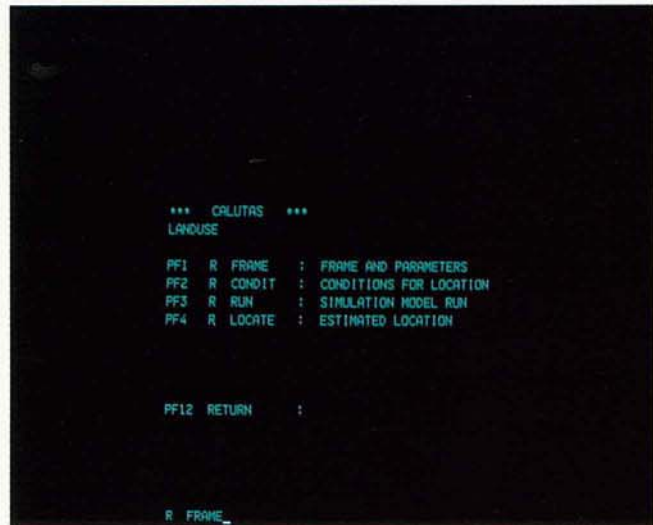 *** CALUTAS ***
LANDUSE
PF1 R FRAME : FRAME AND PARAMETERS
PF2 R CONDIT : CONDITIONS FOR LOCATION
PF3 R RUN : SIMULATION MODEL RUN
PF4 R LOCATE : ESTIMATED LOCATION
PF12 RETURN :
R FRAME_